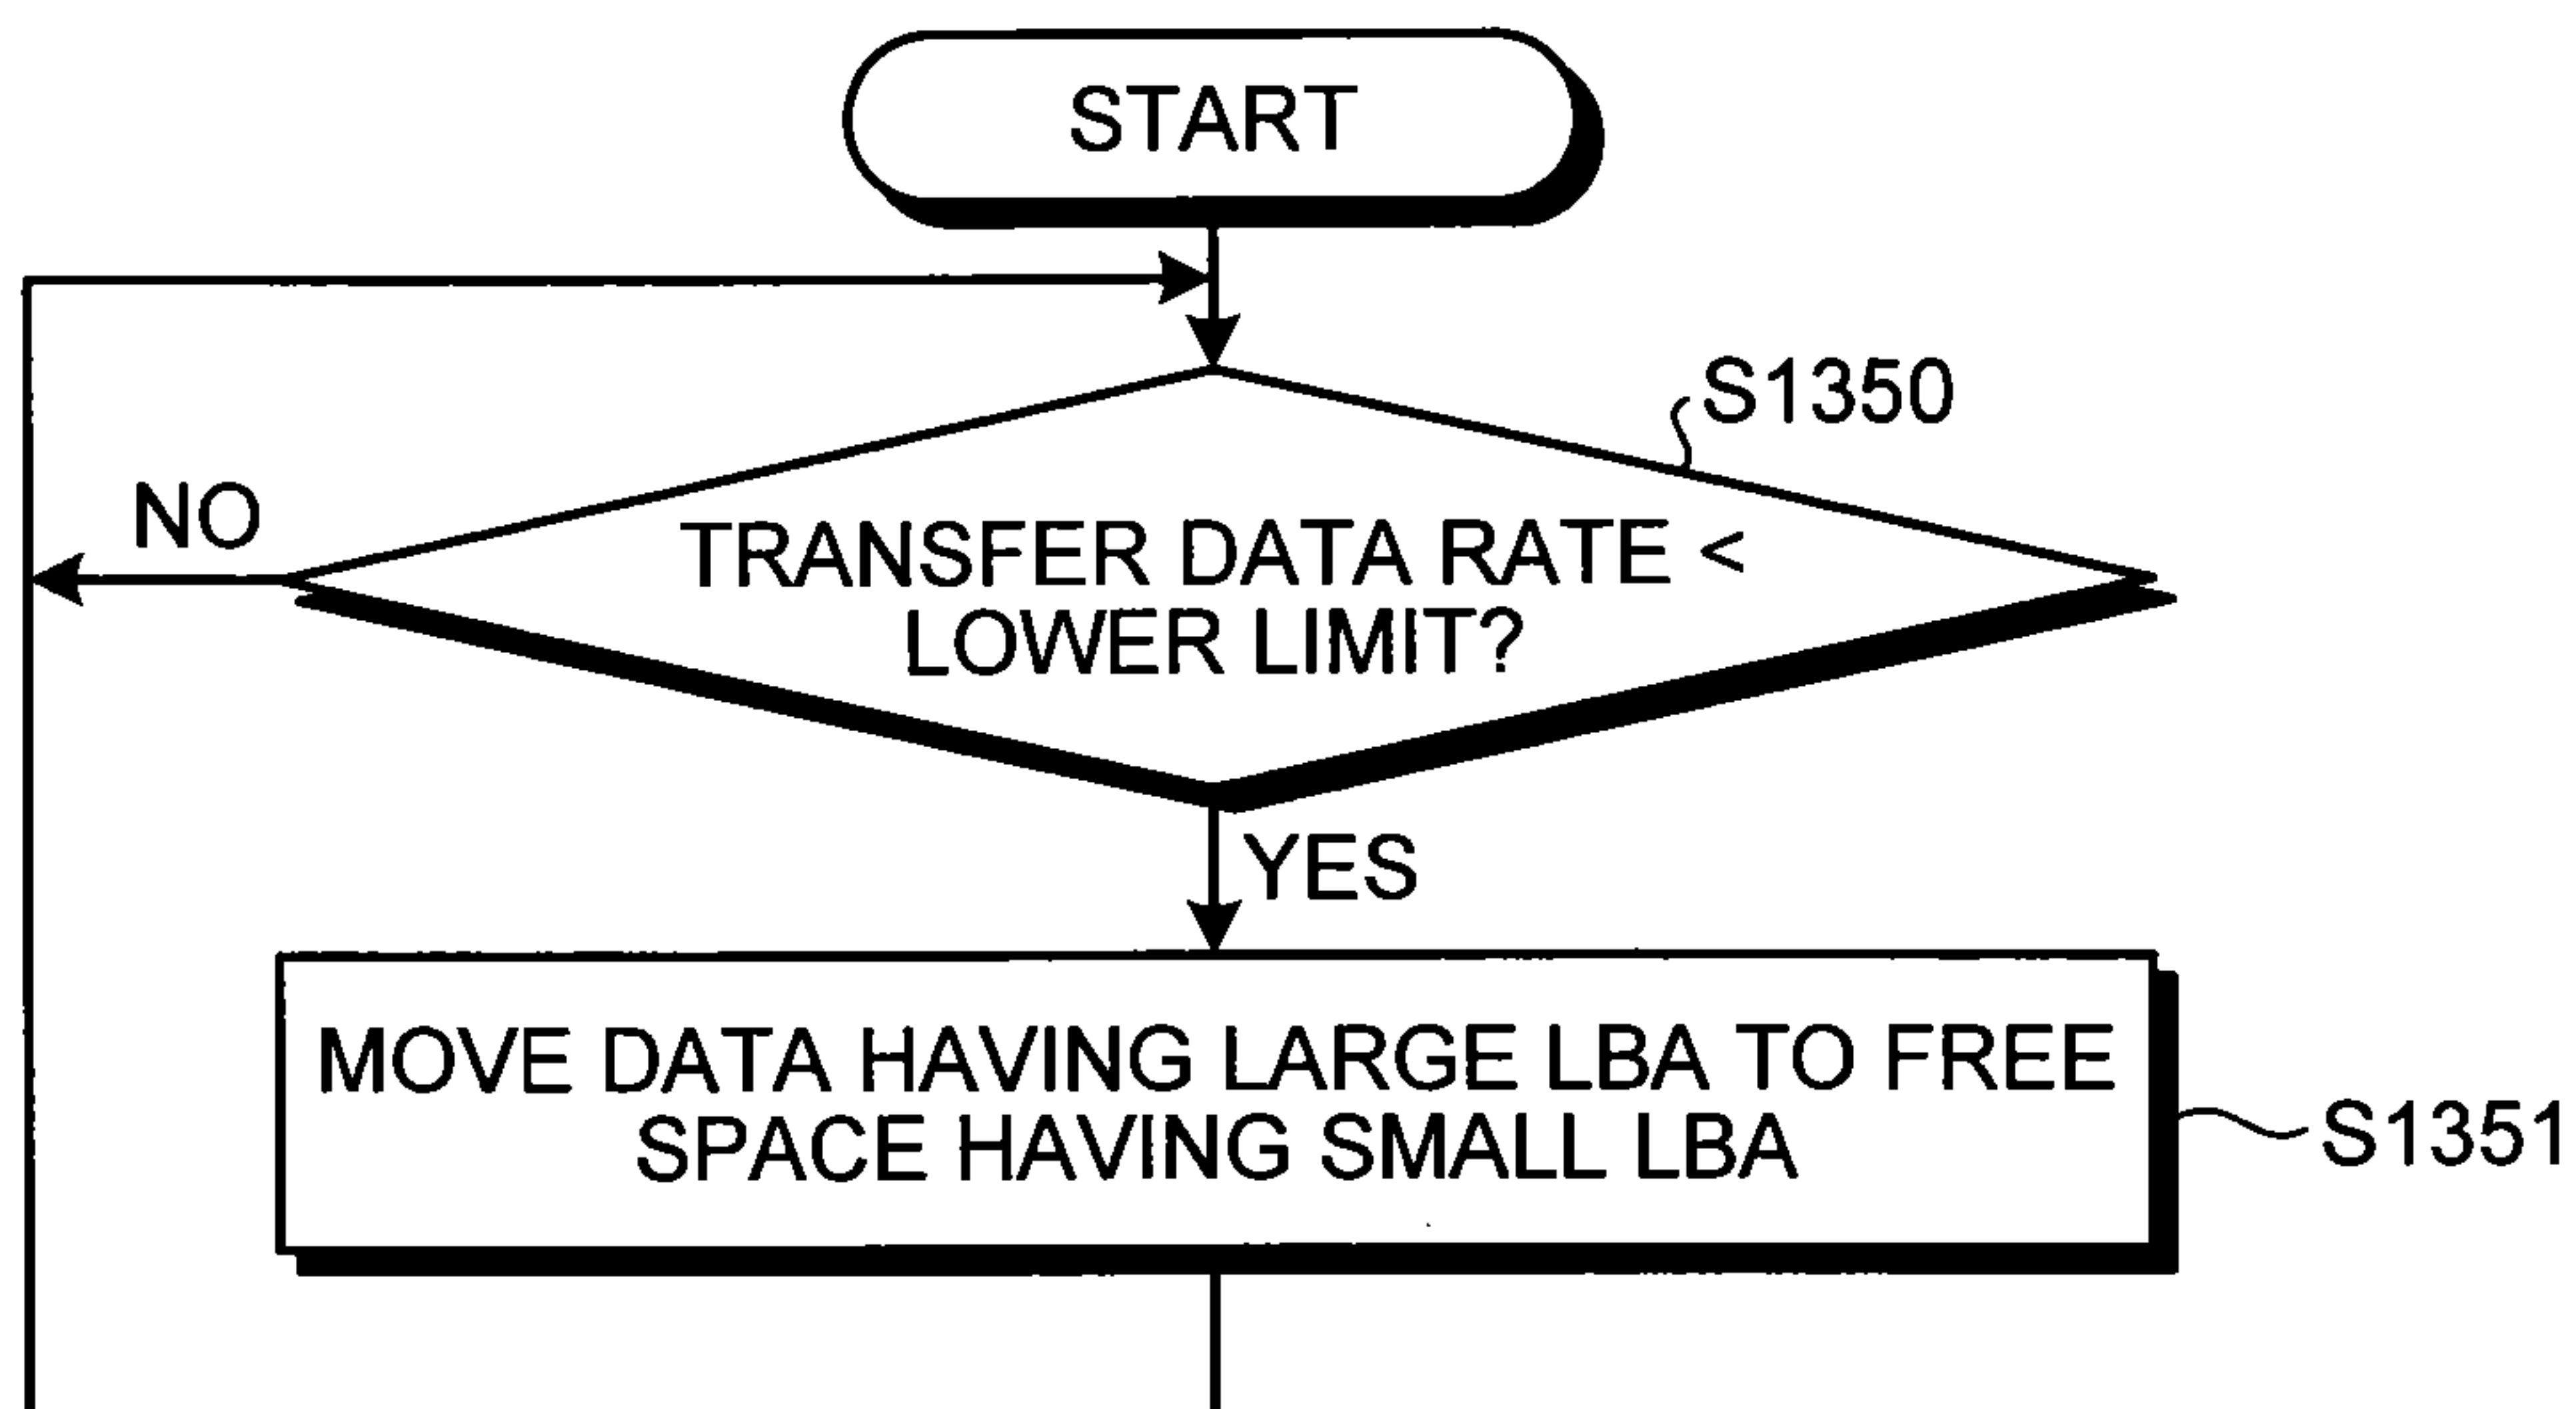 START
S1350
NO
TRANSFER DATA RATE <
LOWER LIMIT?
YES
MOVE DATA HAVING LARGE LBA TO FREE
SPACE HAVING SMALL LBA
S1351